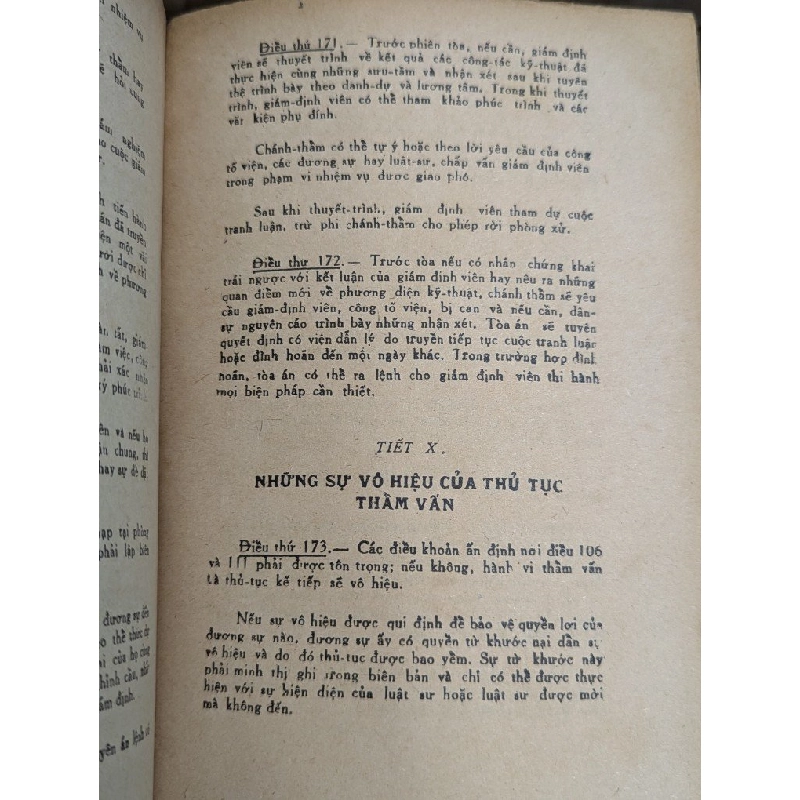 nhiệm vụ
thẩm hay
Điều thứ 171.— Trước phiên tòa, nếu cần, giám định
viên sẽ thuyết trình về kết quả các công-tác kỹ-thuật đã
thực hiện cùng những sưu-tầm và nhận xét sau khi tuyên
thệ trình bày theo danh-dự và lương tâm. Trong khi thuyết
trình, giám-định viên có thể tham khảo phúc trình và các
vật kiện phụ đính.
Chánh-thẩm có thể tự ý hoặc theo lời yêu cầu của công
tố viện, các đương sự hay luật-sư, chấp vấn giám định viên
trong phạm vi nhiệm vụ được giao phó.
Sau khi thuyết-trình, giám định viên tham dự cuộc
tranh luận, trừ phi chánh-thẩm cho phép rời phòng xử.
Điều thứ 172.— Trước tòa nếu có nhân chứng khai
trái ngược với kết luận của giám định viên hay nêu ra những
quan điểm mới về phương diện kỹ-thuật, chánh thẩm sẽ yêu
cầu giám-định viên, công tố viện, bị can và nếu cần, dân-
sự nguyên cáo trình bày những nhận xét. Tòa án sẽ tuyên
quyết định có viện dẫn lý do truyền tiếp tục cuộc tranh luận
hoặc đình hoãn đến một ngày khác. Trong trường hợp đình
hoãn, tòa án có thể ra lệnh cho giám định viên thi hành
mọi biện pháp cần thiết.
TIẾT X.
NHỮNG SỰ VÔ HIỆU CỦA THỦ TỤC
THẨM VẤN
Điều thứ 173.— Các điều khoản ấn định nơi điều 106
và 111 phải được tôn trọng; nếu không, hành vi thẩm vấn
và thủ-tục kế tiếp sẽ vô hiệu.
Nếu sự vô hiệu được qui định để bảo vệ quyền lợi của
đương sự nào, đương sự ấy có quyền từ khước nại dẫn sự
vô hiệu và do đó thủ-tục được bao yểm. Sự từ khước này
phải minh thị ghi trong biên bản và chỉ có thể được thực
hiện với sự hiện diện của luật sư hoặc luật sư được mời
mà không đến.